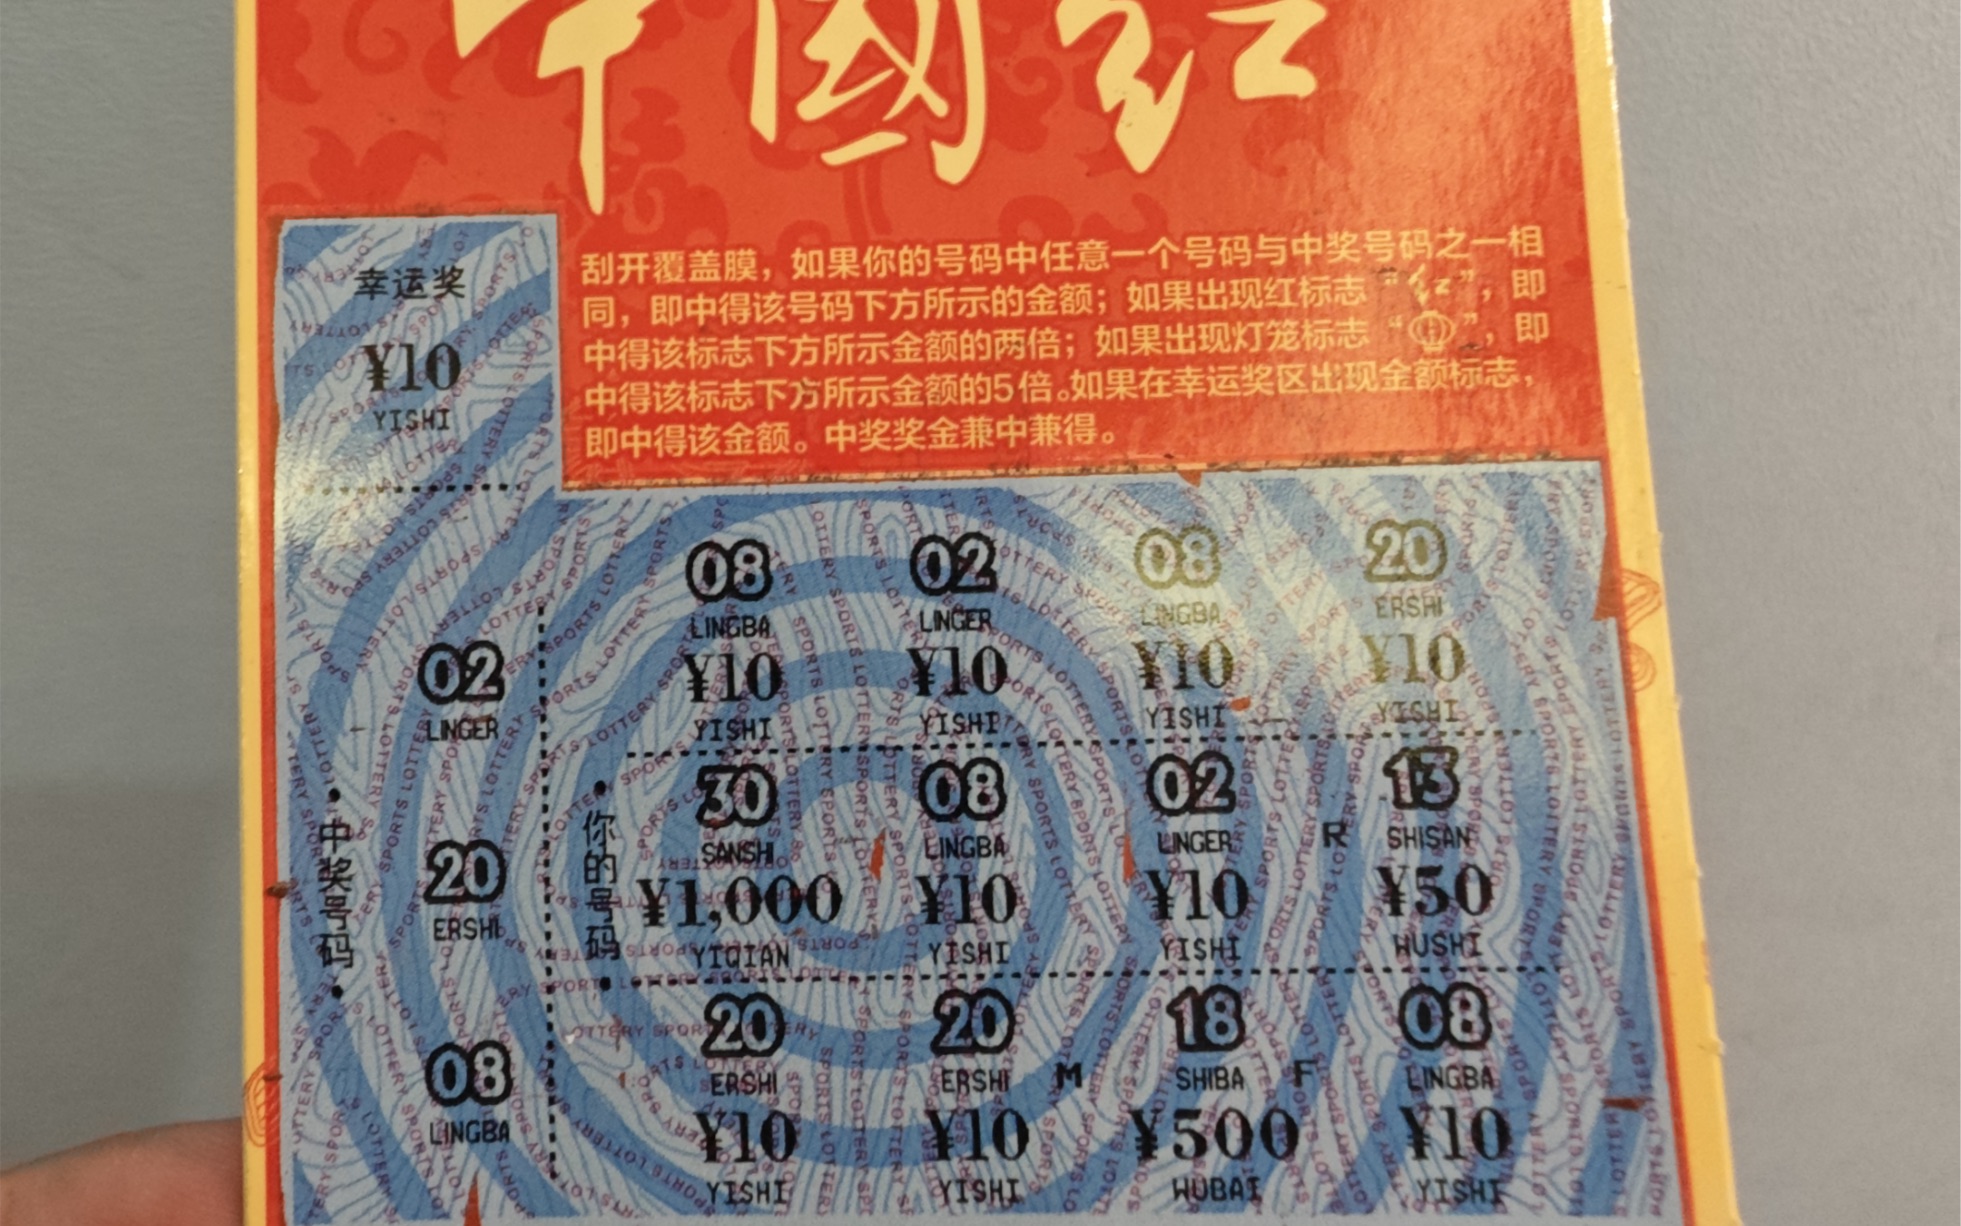 中國红
刮开覆盖膜，如果你的号码中任意一个号码与中奖号码之一相
同，即中得该号码下方所示的金额；如果出现红标志“红”，即
中得该标志下方所示金额的两倍；如果出现灯笼标志“”，即
中得该标志下方所示金额的5倍。如果在幸运奖区出现金额标志，
即中得该金额。中奖奖金兼中兼得。
幸运奖
¥10
YISHI
中奖号码
02
LINGER
20
ERSHI
08
LINGBA
你的号码
08 02 08 20
LINGBA LINGER LINGBA ERSHI
¥10 ¥10 ¥10 ¥10
YISHI YISHI YISHI YISHI
30 08 02 13
SANSHI LINGBA LINGER R SHISAN
¥1,000 ¥10 ¥10 ¥50
YIQIAN YISHI YISHI WUSHI
20 20 18 08
ERSHI ERSHI M SHIBA F LINGBA
¥10 ¥10 ¥500 ¥10
YISHI YISHI WUBAI YISHI